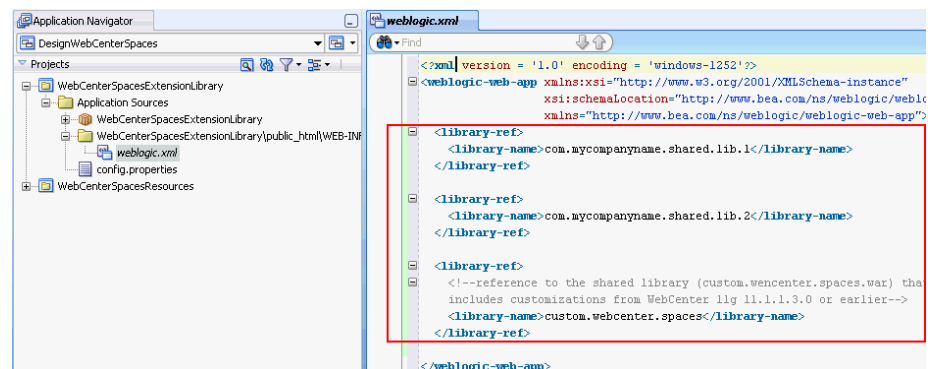 Application Navigator
DesignWebCenterSpaces
Projects
WebCenterSpacesExtensionLibrary
Application Sources
WebCenterSpacesExtensionLibrary
WebCenterSpacesExtensionLibrary\public_html\WEB-INF
weblogic.xml
config.properties
WebCenterSpacesResources
weblogic.xml
Find
<?xml version = '1.0' encoding = 'windows-1252'?>
<weblogic-web-app xmlns:xsi="http://www.w3.org/2001/XMLSchema-instance"
xsi:schemaLocation="http://www.bea.com/ns/weblogic/weblo
xmlns="http://www.bea.com/ns/weblogic/weblogic-web-app">
<library-ref>
<library-name>com.mycompanyname.shared.lib.1</library-name>
</library-ref>
<library-ref>
<library-name>com.mycompanyname.shared.lib.2</library-name>
</library-ref>
<library-ref>
<!--reference to the shared library (custom.wencenter.spaces.war) tha
includes customizations from WebCenter 11g 11.1.1.3.0 or earlier-->
<library-name>custom.webcenter.spaces</library-name>
</library-ref>
</weblogic-web-app>